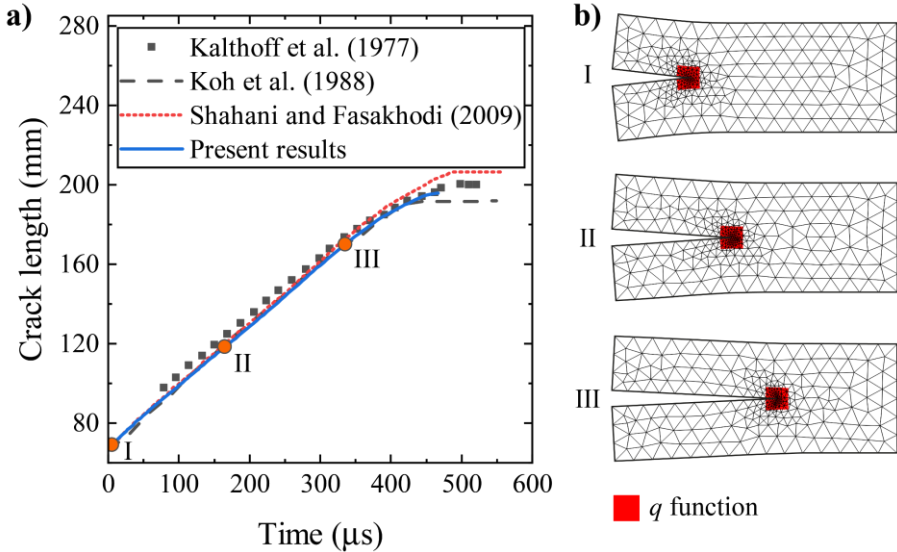 a)
280
240
200
160
120
80
Crack length (mm)
Kalthoff et al. (1977)
Koh et al. (1988)
Shahani and Fasakhodi (2009)
Present results
I
II
III
0
100
200
300
400
500
600
Time (μs)
b)
I
II
III
q function